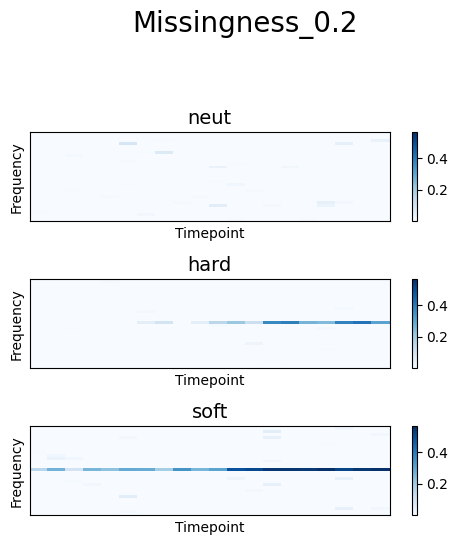 Missingness_0.2
neut
Frequency
0.4
0.2
Timepoint
hard
Frequency
0.4
0.2
Timepoint
soft
Frequency
0.4
0.2
Timepoint